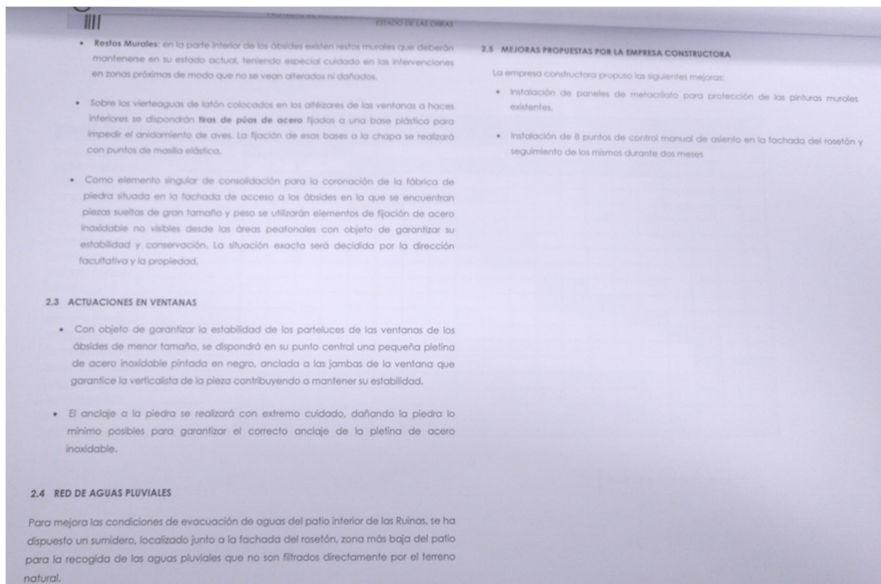 ESTADO DE LAS OBRAS
• Restos Murales: en la parte interior de los ábsides existen restos murales que deberán
mantenerse en su estado actual, teniendo especial cuidado en las intervenciones
en zonas próximas de modo que no se vean alterados ni dañados.
• Sobre los vierteaguas de latón colocados en los alféizares de las ventanas a haces
interiores se dispondrán tiras de púas de acero fijados a una base plástica para
impedir el anidamiento de aves. La fijación de esas bases a la chapa se realizará
con puntos de masilla elástica.
• Como elemento singular de consolidación para la coronación de la fábrica de
piedra situada en la fachada de acceso a los ábsides en la que se encuentran
piezas sueltas de gran tamaño y peso se utilizarán elementos de fijación de acero
inoxidable no visibles desde las áreas peatonales con objeto de garantizar su
estabilidad y conservación. La situación exacta será decidida por la dirección
facultativa y la propiedad.
2.3 ACTUACIONES EN VENTANAS
• Con objeto de garantizar la estabilidad de los parteluces de las ventanas de los
ábsides de menor tamaño, se dispondrá en su punto central una pequeña pletina
de acero inoxidable pintada en negro, anclada a las jambas de la ventana que
garantice la verticalista de la pieza contribuyendo a mantener su estabilidad.
• El anclaje a la piedra se realizará con extremo cuidado, dañando la piedra lo
mínimo posibles para garantizar el correcto anclaje de la pletina de acero
inoxidable.
2.4 RED DE AGUAS PLUVIALES
Para mejora las condiciones de evacuación de aguas del patio interior de las Ruinas, se ha
dispuesto un sumidero, localizado junto a la fachada del rosetón, zona más baja del patio
para la recogida de las aguas pluviales que no son filtrados directamente por el terreno
natural.
2.5 MEJORAS PROPUESTAS POR LA EMPRESA CONSTRUCTORA
La empresa constructora propuso las siguientes mejoras:
• Instalación de paneles de metacrilato para protección de las pinturas murales
existentes.
• Instalación de 8 puntos de control manual de asiento en la fachada del rosetón y
seguimiento de los mismos durante dos meses